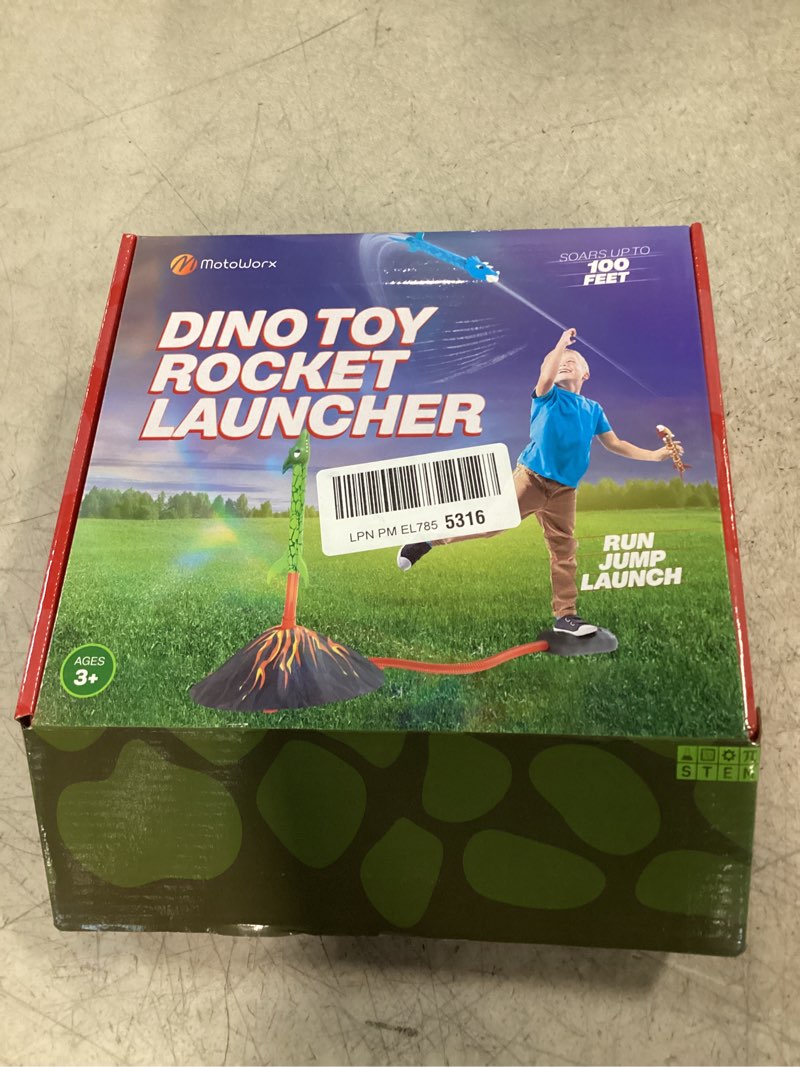 MotoWorx
SOARS UP TO
100
FEET
DINO TOY
ROCKET
LAUNCHER
LPN PM EL785 5316
RUN
JUMP
LAUNCH
AGES
3+
STEM